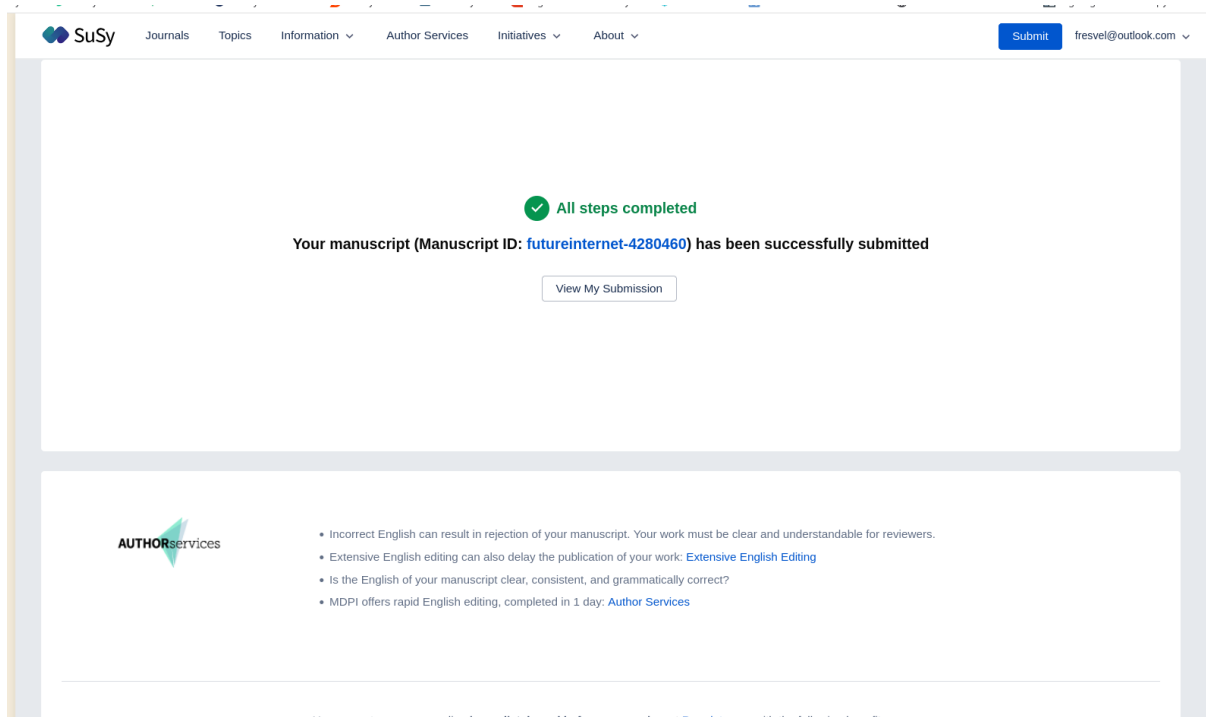 SuSy Journals Topics Information Author Services Initiatives About Submit fresvel@outlook.com
All steps completed
Your manuscript (Manuscript ID: futureinternet-4280460) has been successfully submitted
View My Submission
AUTHORservices
• Incorrect English can result in rejection of your manuscript. Your work must be clear and understandable for reviewers.
• Extensive English editing can also delay the publication of your work: Extensive English Editing
• Is the English of your manuscript clear, consistent, and grammatically correct?
• MDPI offers rapid English editing, completed in 1 day: Author Services